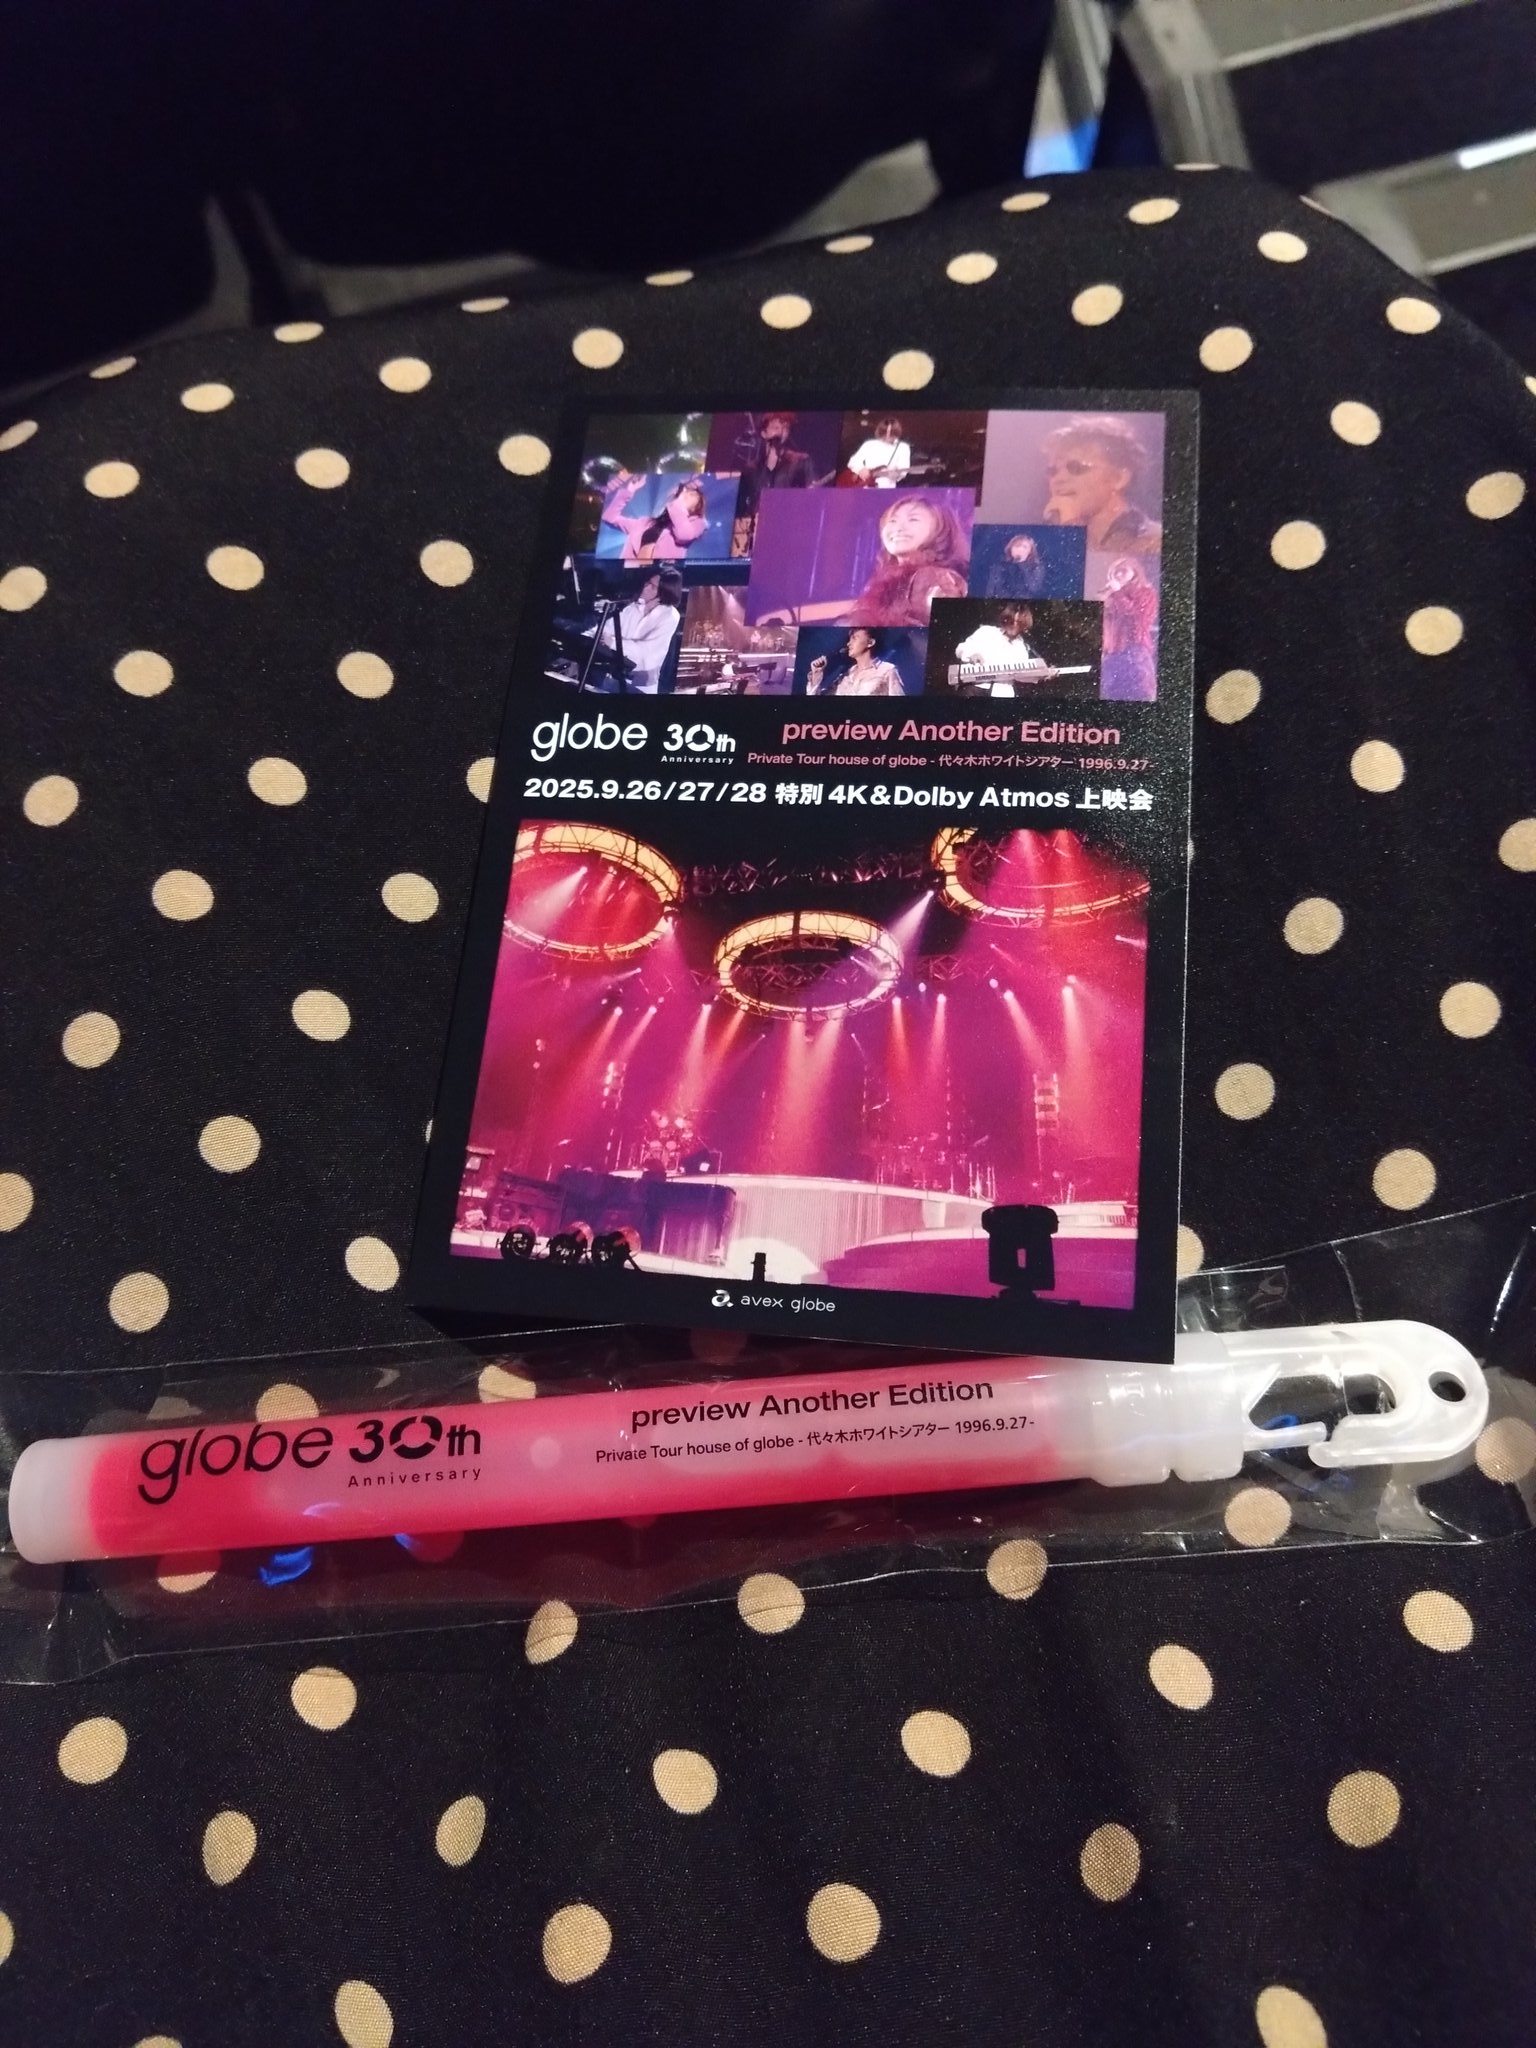 globe 30th Anniversary
preview Another Edition
Private Tour house of globe - 代々木ホワイトシアター 1996.9.27-
2025.9.26/27/28 特別 4K&Dolby Atmos 上映会
a. avex globe
globe 30th Anniversary
preview Another Edition
Private Tour house of globe - 代々木ホワイトシアター 1996.9.27-